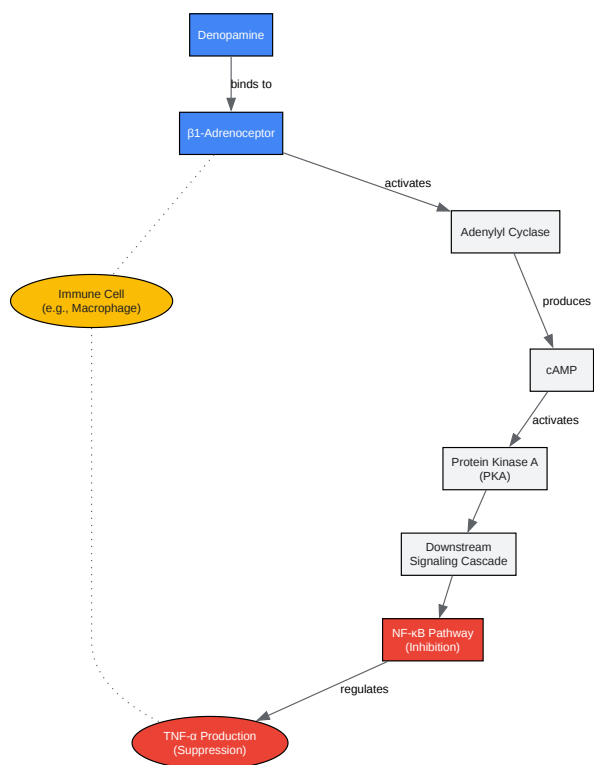 Denopamine
binds to
β1-Adrenoceptor
activates
Adenylyl Cyclase
Immune Cell
(e.g., Macrophage)
produces
cAMP
activates
Protein Kinase A
(PKA)
Downstream
Signaling Cascade
NF-κB Pathway
(Inhibition)
regulates
TNF-α Production
(Suppression)